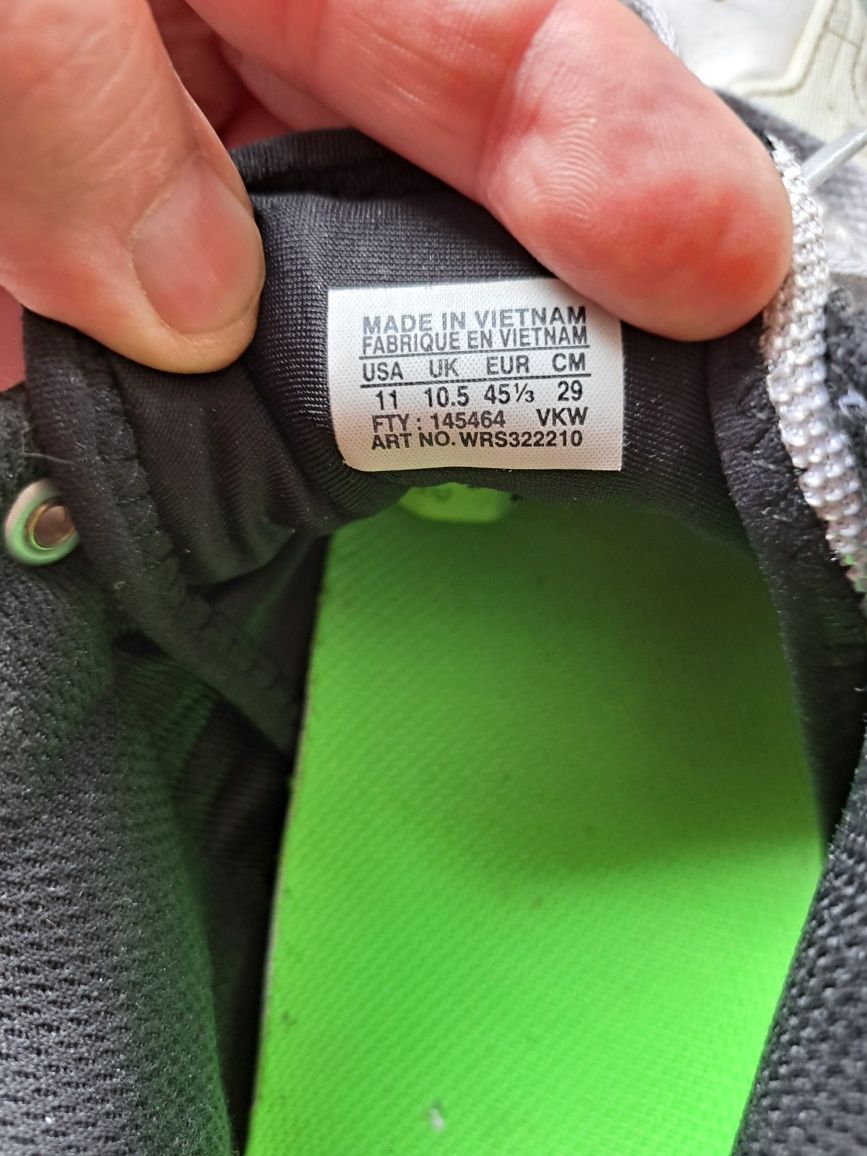 MADE IN VIETNAM
FABRIQUE EN VIETNAM
USA UK EUR CM
11 10.5 45⅓ 29
FTY : 145464 VKW
ART NO. WRS322210